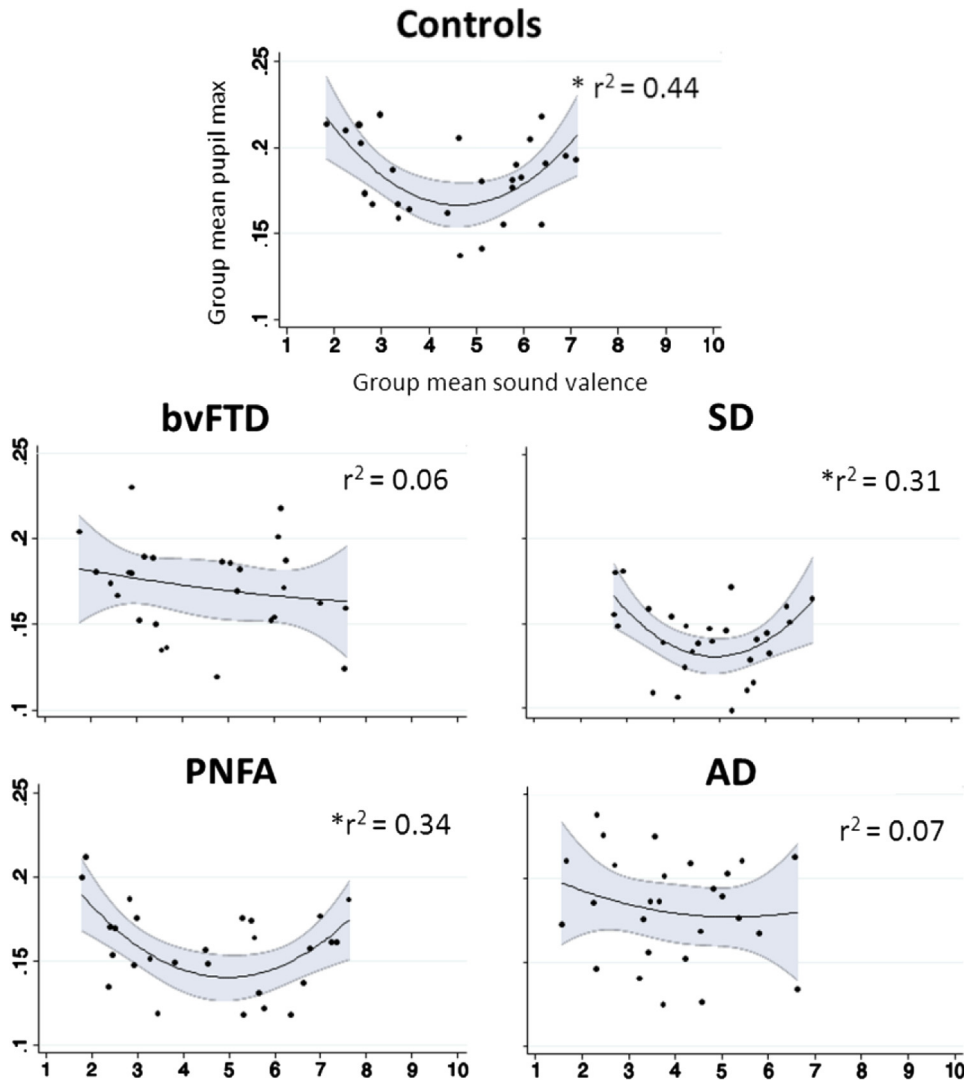 Controls
.25
.2
.15
.1
Group mean pupil max
* r² = 0.44
1 2 3 4 5 6 7 8 9 10
Group mean sound valence
bvFTD
.25
.2
.15
.1
r² = 0.06
SD
*r² = 0.31
PNFA
.25
.2
.15
.1
*r² = 0.34
1 2 3 4 5 6 7 8 9 10
AD
r² = 0.07
1 2 3 4 5 6 7 8 9 10